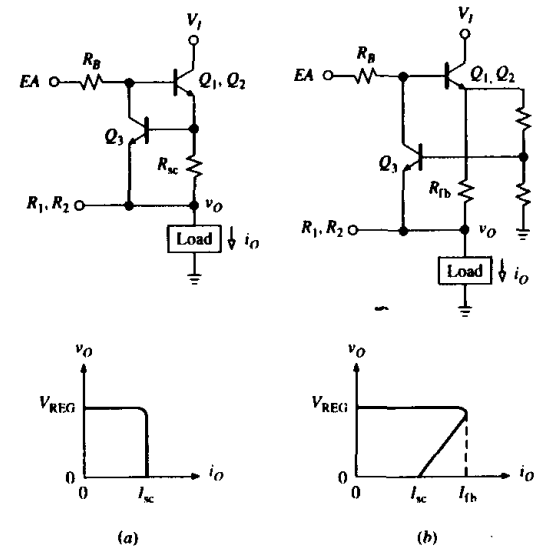 V_I
R_B
EA
Q_1, Q_2
Q_3
R_sc
R_1, R_2
v_O
Load
i_O
v_O
V_REG
0
0
I_sc
i_O
(a)
V_I
R_B
EA
Q_1, Q_2
Q_3
R_fb
R_1, R_2
v_O
Load
i_O
v_O
V_REG
0
0
I_sc
I_fb
i_O
(b)